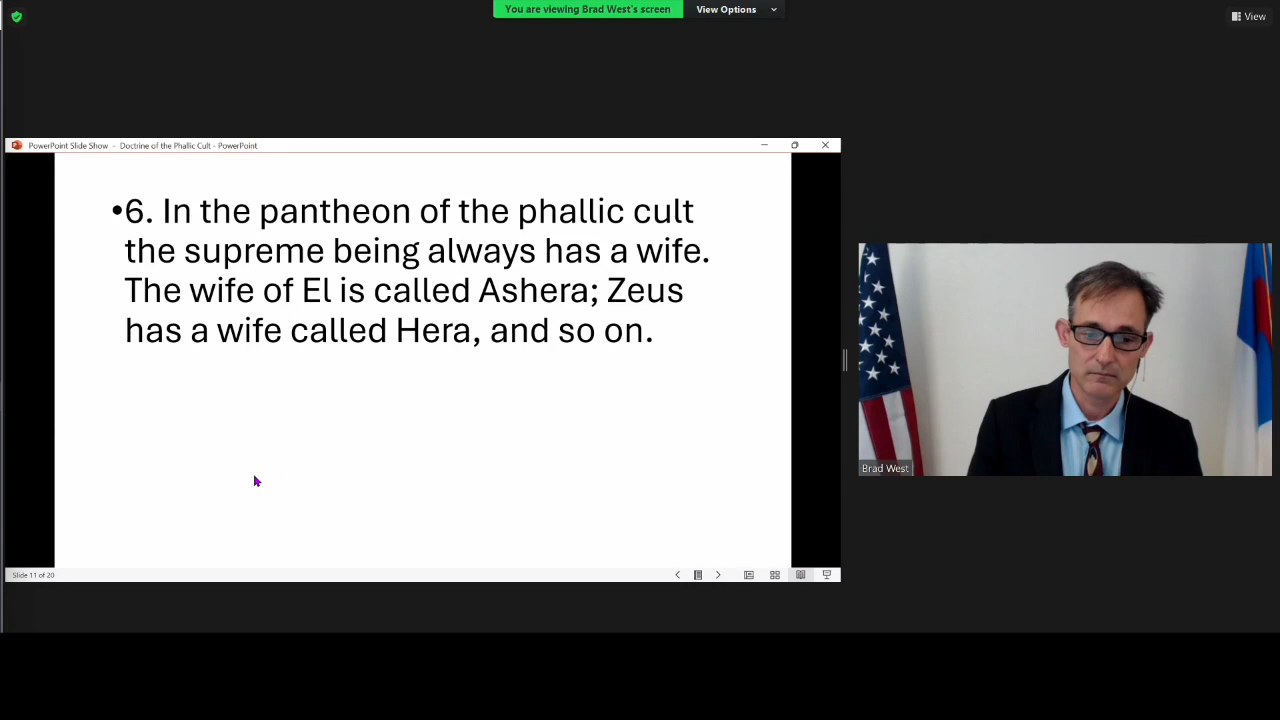 You are viewing Brad West's screen
View Options
View
PowerPoint Slide Show - Doctrine of the Phallic Cult - PowerPoint
•6. In the pantheon of the phallic cult
the supreme being always has a wife.
The wife of El is called Ashera; Zeus
has a wife called Hera, and so on.
Brad West
Slide 11 of 20